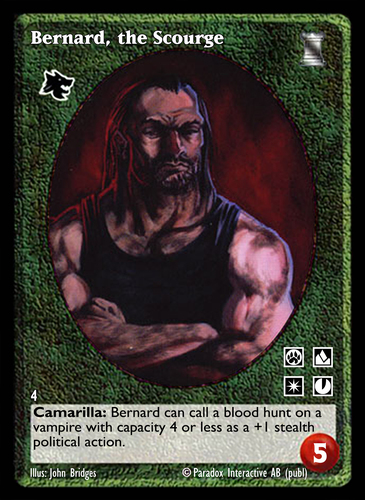 Bernard, the Scourge
4
Camarilla: Bernard can call a blood hunt on a
vampire with capacity 4 or less as a +1 stealth
political action.
5
Illus: John Bridges © Paradox Interactive AB (publ)